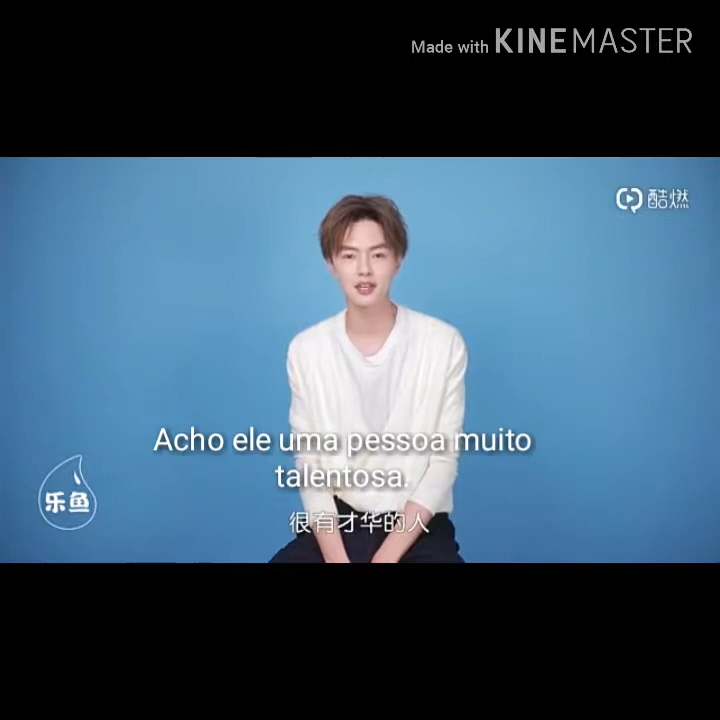 Made with KINEMASTER
酷燃
Acho ele uma pessoa muito
talentosa.
乐鱼
很有才华的人